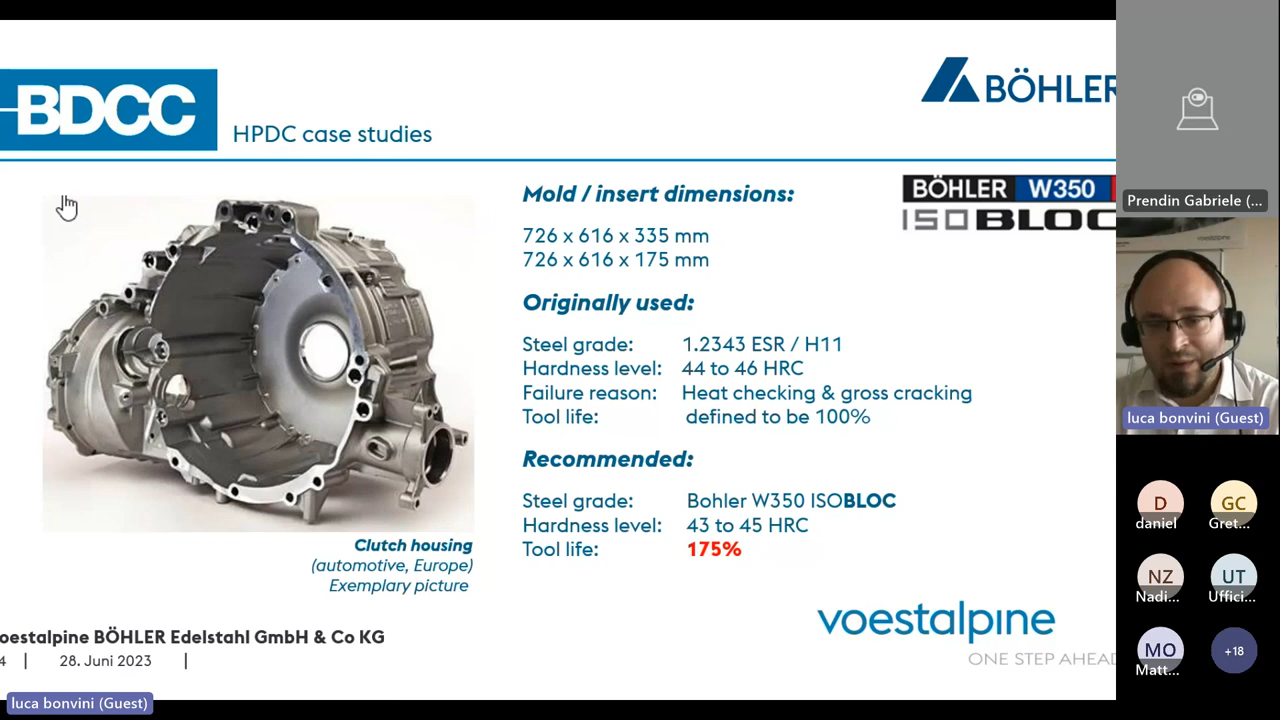 BDCC
HPDC case studies
BÖHLER
BÖHLER W350
ISOBLOC
Mold / insert dimensions:
726 x 616 x 335 mm
726 x 616 x 175 mm
Originally used:
Steel grade: 1.2343 ESR / H11
Hardness level: 44 to 46 HRC
Failure reason: Heat checking & gross cracking
Tool life: defined to be 100%
Recommended:
Steel grade: Bohler W350 ISOBLOC
Hardness level: 43 to 45 HRC
Tool life: 175%
Clutch housing
(automotive, Europe)
Exemplary picture
voestalpine
ONE STEP AHEAD
oestalpine BÖHLER Edelstahl GmbH & Co KG
4 | 28. Juni 2023 |
luca bonvini (Guest)
Prendin Gabriele (...
luca bonvini (Guest)
D
daniel
GC
Gret...
NZ
Nadi...
UT
Uffici...
MO
Matt...
+18